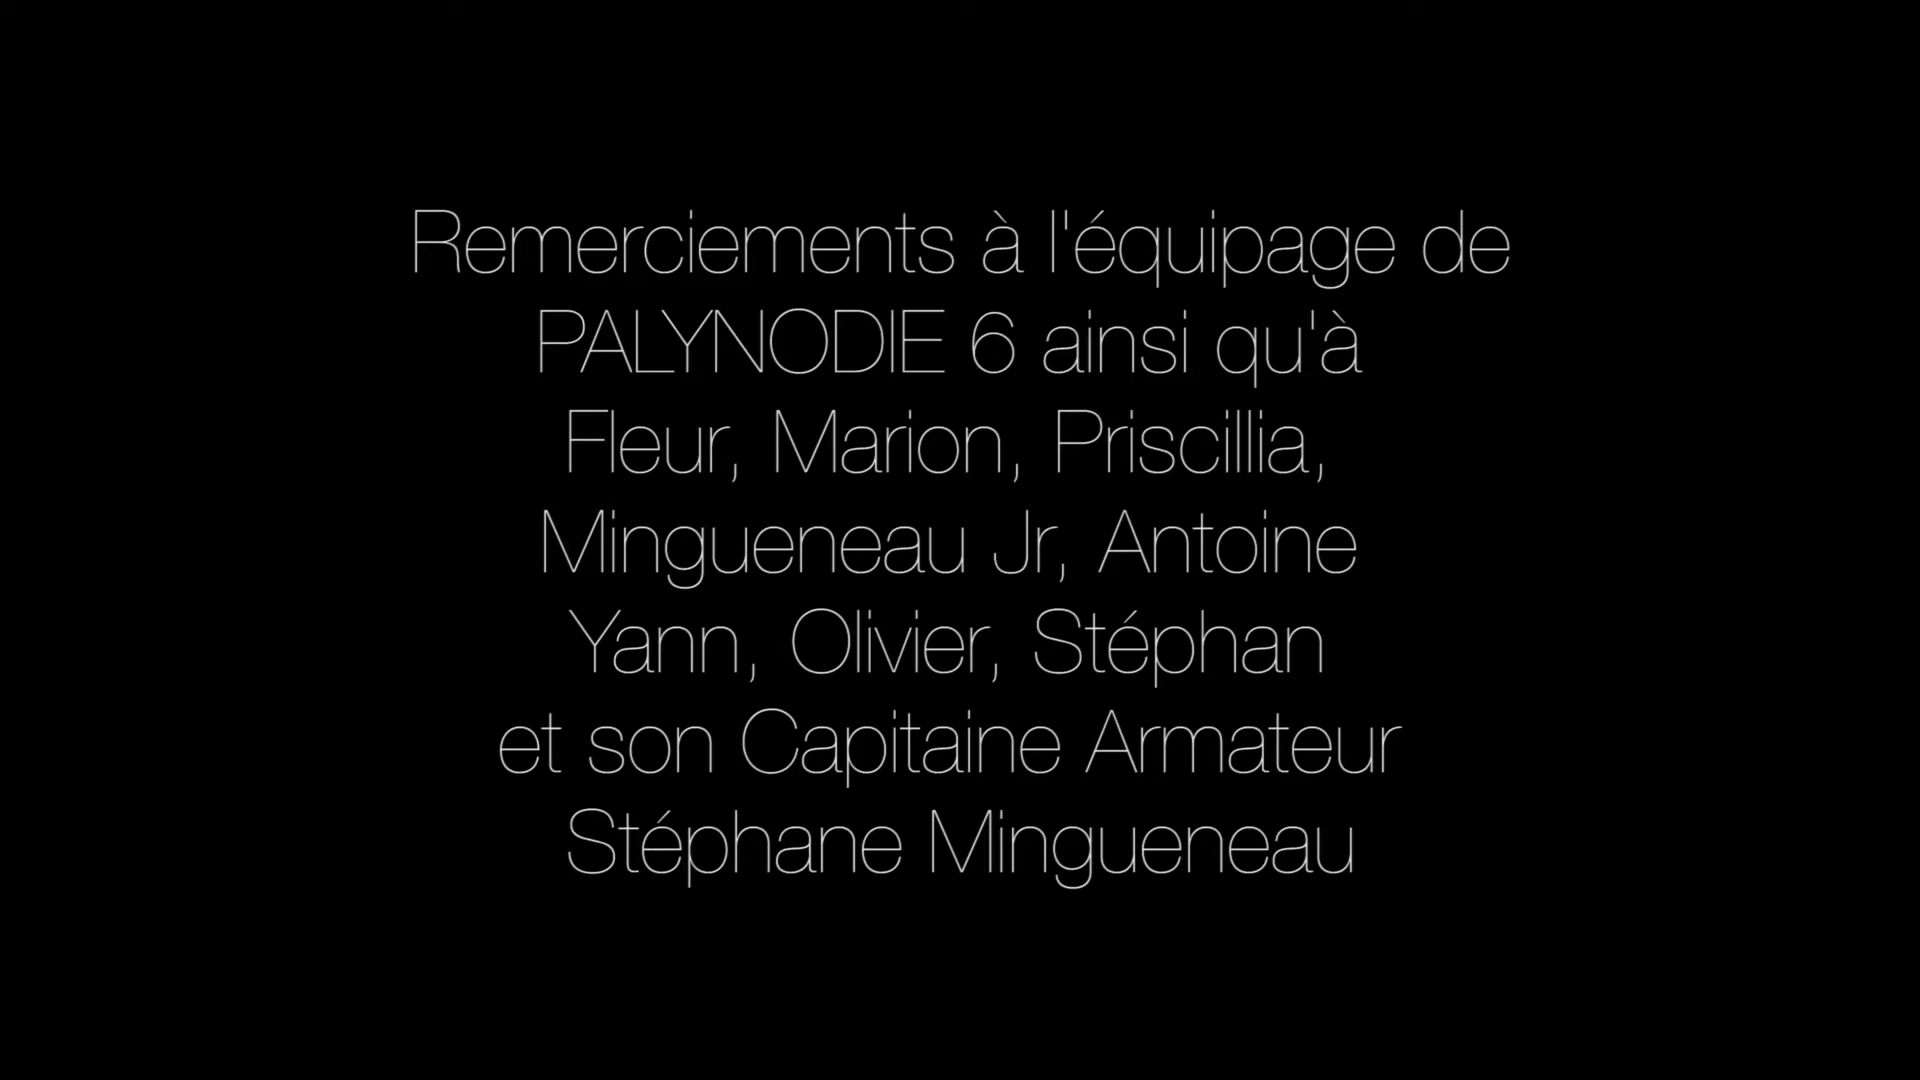 Remerciements à l'équipage de
PALYNODIE 6 ainsi qu'à
Fleur, Marion, Priscillia,
Mingueneau Jr, Antoine
Yann, Olivier, Stéphan
et son Capitaine Armateur
Stéphane Mingueneau